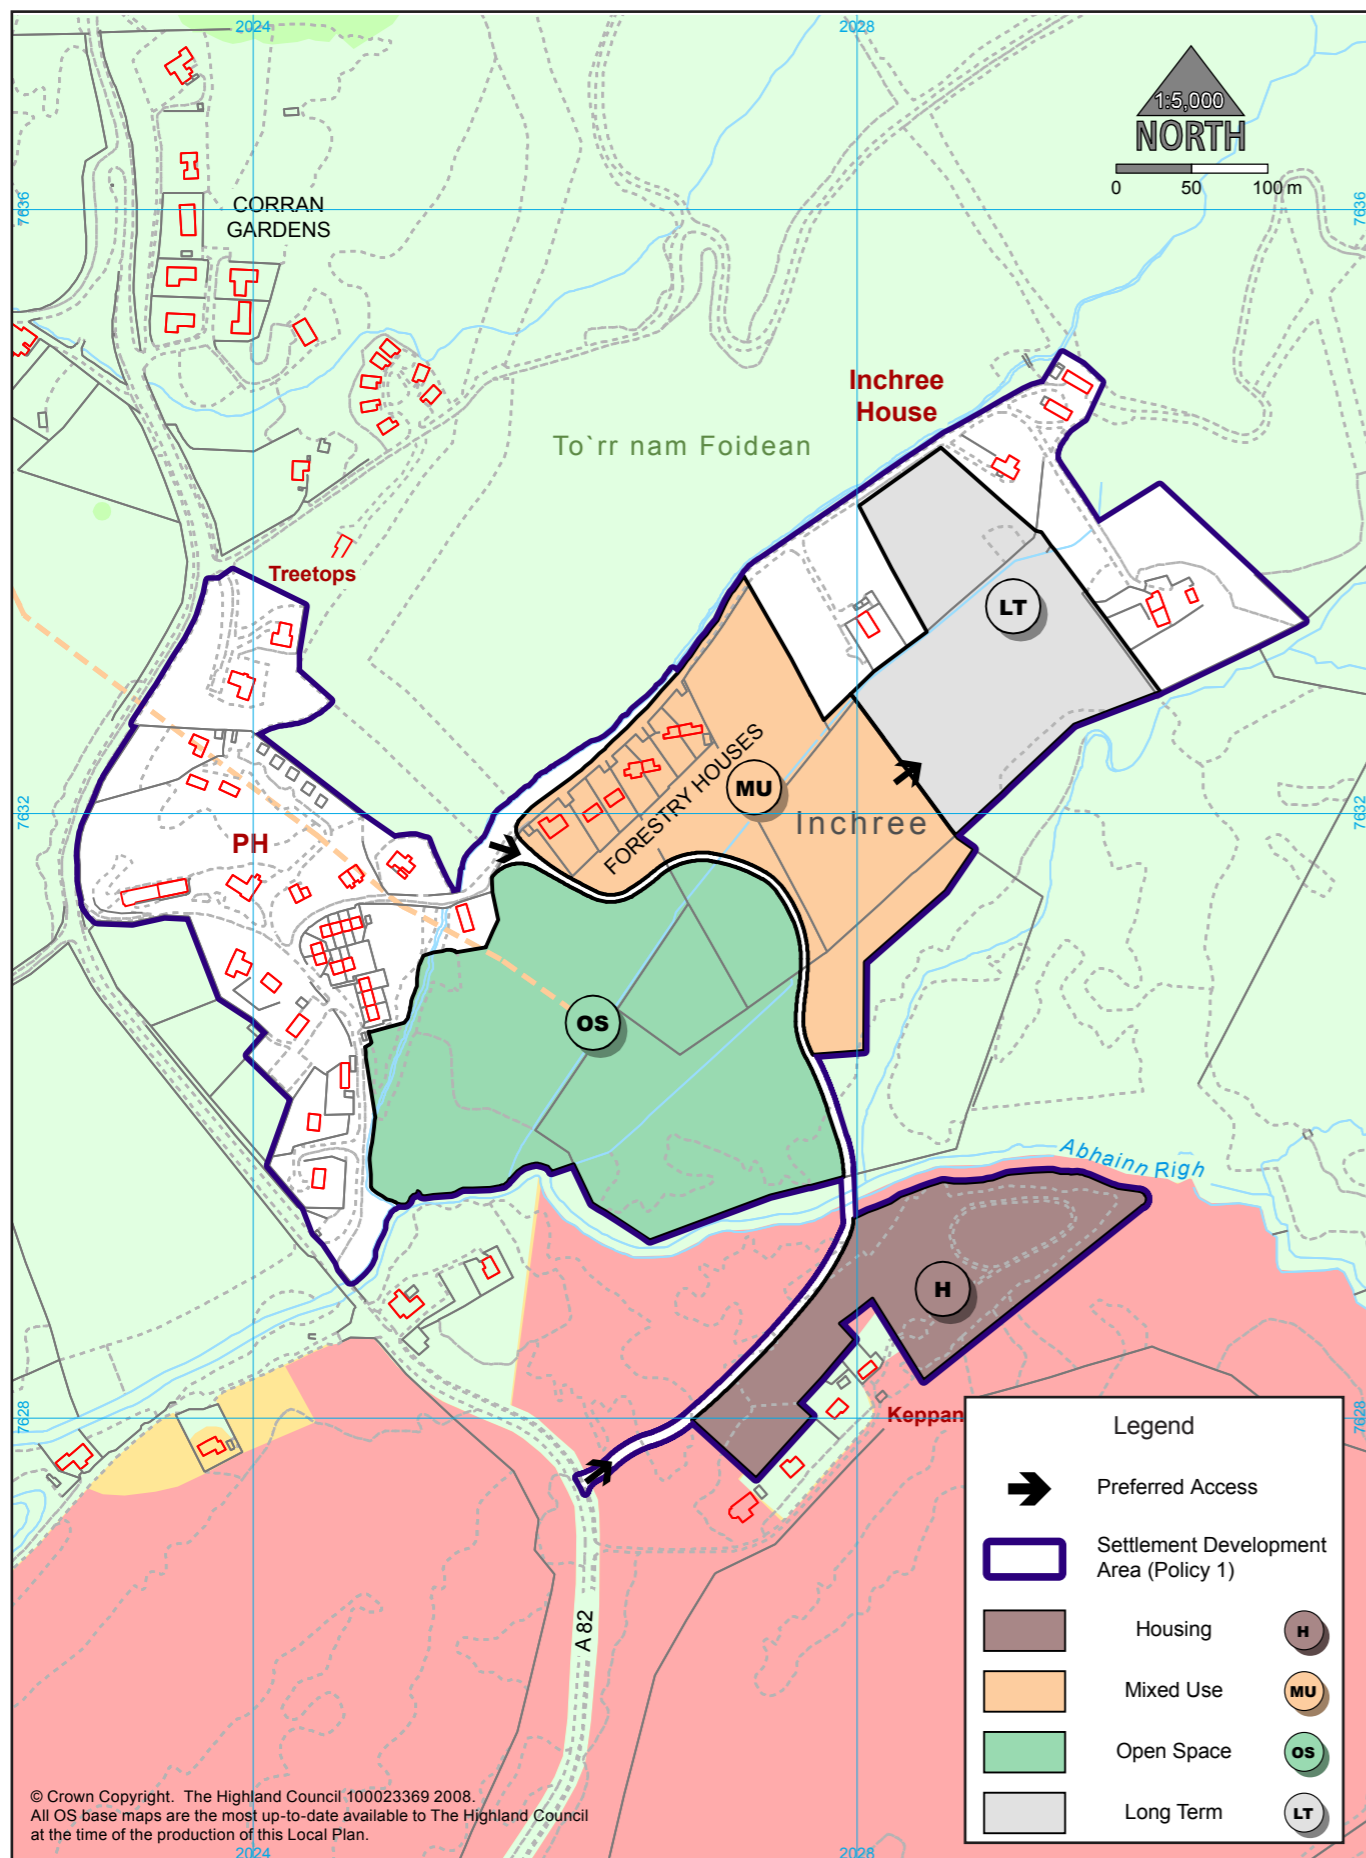 2024
2028
1:5,000
NORTH
0 50 100 m
7636
7636
CORRAN
GARDENS
Inchree
House
To`rr nam Foidean
Treetops
LT
FORESTRY HOUSES
MU
7632
7632
Inchree
PH
OS
Abhainn Righ
H
7628
7628
Keppan
Legend
Preferred Access
Settlement Development
Area (Policy 1)
Housing H
Mixed Use MU
Open Space OS
Long Term LT
A 82
© Crown Copyright. The Highland Council 100023369 2008.
All OS base maps are the most up-to-date available to The Highland Council
at the time of the production of this Local Plan.
2024
2028